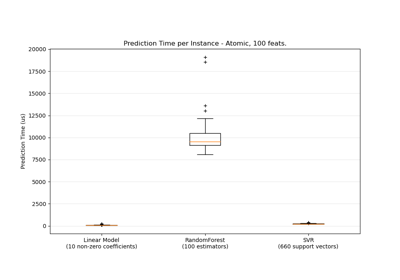 Prediction Time per Instance - Atomic, 100 feats.
20000
17500
15000
12500
10000
7500
5000
2500
0
Prediction Time (us)
Linear Model
(10 non-zero coefficients)
RandomForest
(100 estimators)
SVR
(660 support vectors)